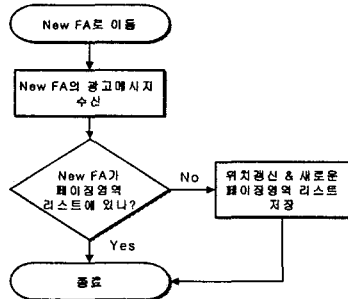 New FA로 이동
New FA의 광고메시지
수신
New FA가
페이징영역
리스트에 있나?
No
위치갱신 & 새로운
페이징영역 리스트
저장
Yes
종료